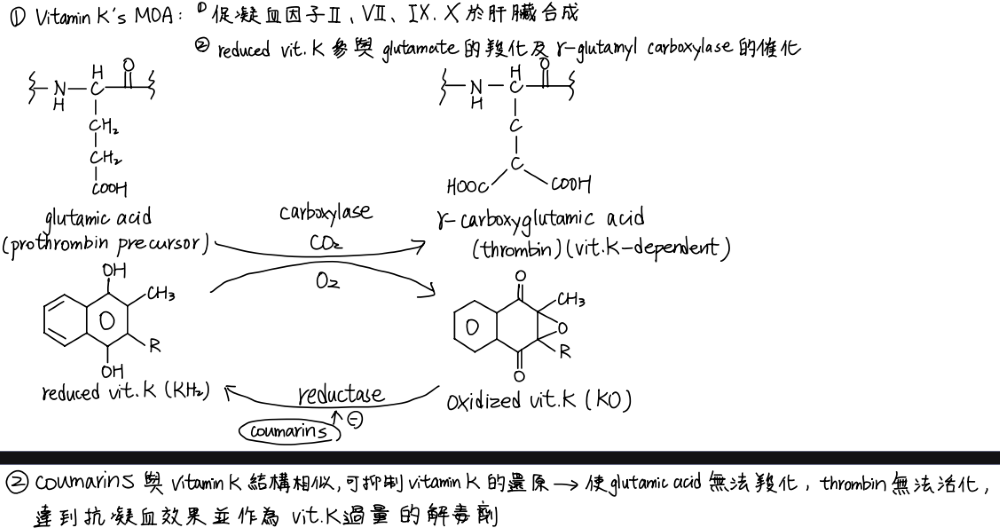 ① Vitamin K's MOA: ① 促凝血因子Ⅱ、Ⅶ、Ⅸ、Ⅹ於肝臟合成
② reduced vit.K 參與 glutamate 的羧化及 γ-glutamyl carboxylase 的催化
H O
N C
H
CH₂
CH₂
COOH
H O
N C
H
C
C
HOOC COOH
glutamic acid
(prothrombin precursor)
carboxylase
CO₂
O₂
γ-carboxyglutamic acid
(thrombin) (vit.K-dependent)
OH
CH₃
R
OH
reduced vit.K (KH₂)
O
CH₃
O
R
O
oxidized vit.K (KO)
reductase
coumarins ⊖
② coumarins 與 vitamin K 結構相似,可抑制 vitamin K 的還原 → 使 glutamic acid 無法羧化, thrombin 無法活化,
達到抗凝血效果並作為 vit.K 過量的解毒劑